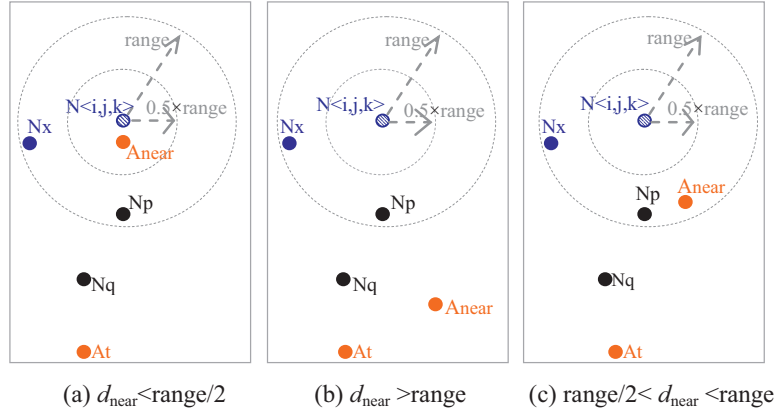 range
N<i,j,k>
0.5×range
Nx
Anear
Np
Nq
At
(a) dnear<range/2
range
N<i,j,k>
0.5×range
Nx
Np
Nq
Anear
At
(b) dnear >range
range
N<i,j,k>
0.5×range
Nx
Np
Anear
Nq
At
(c) range/2< dnear <range